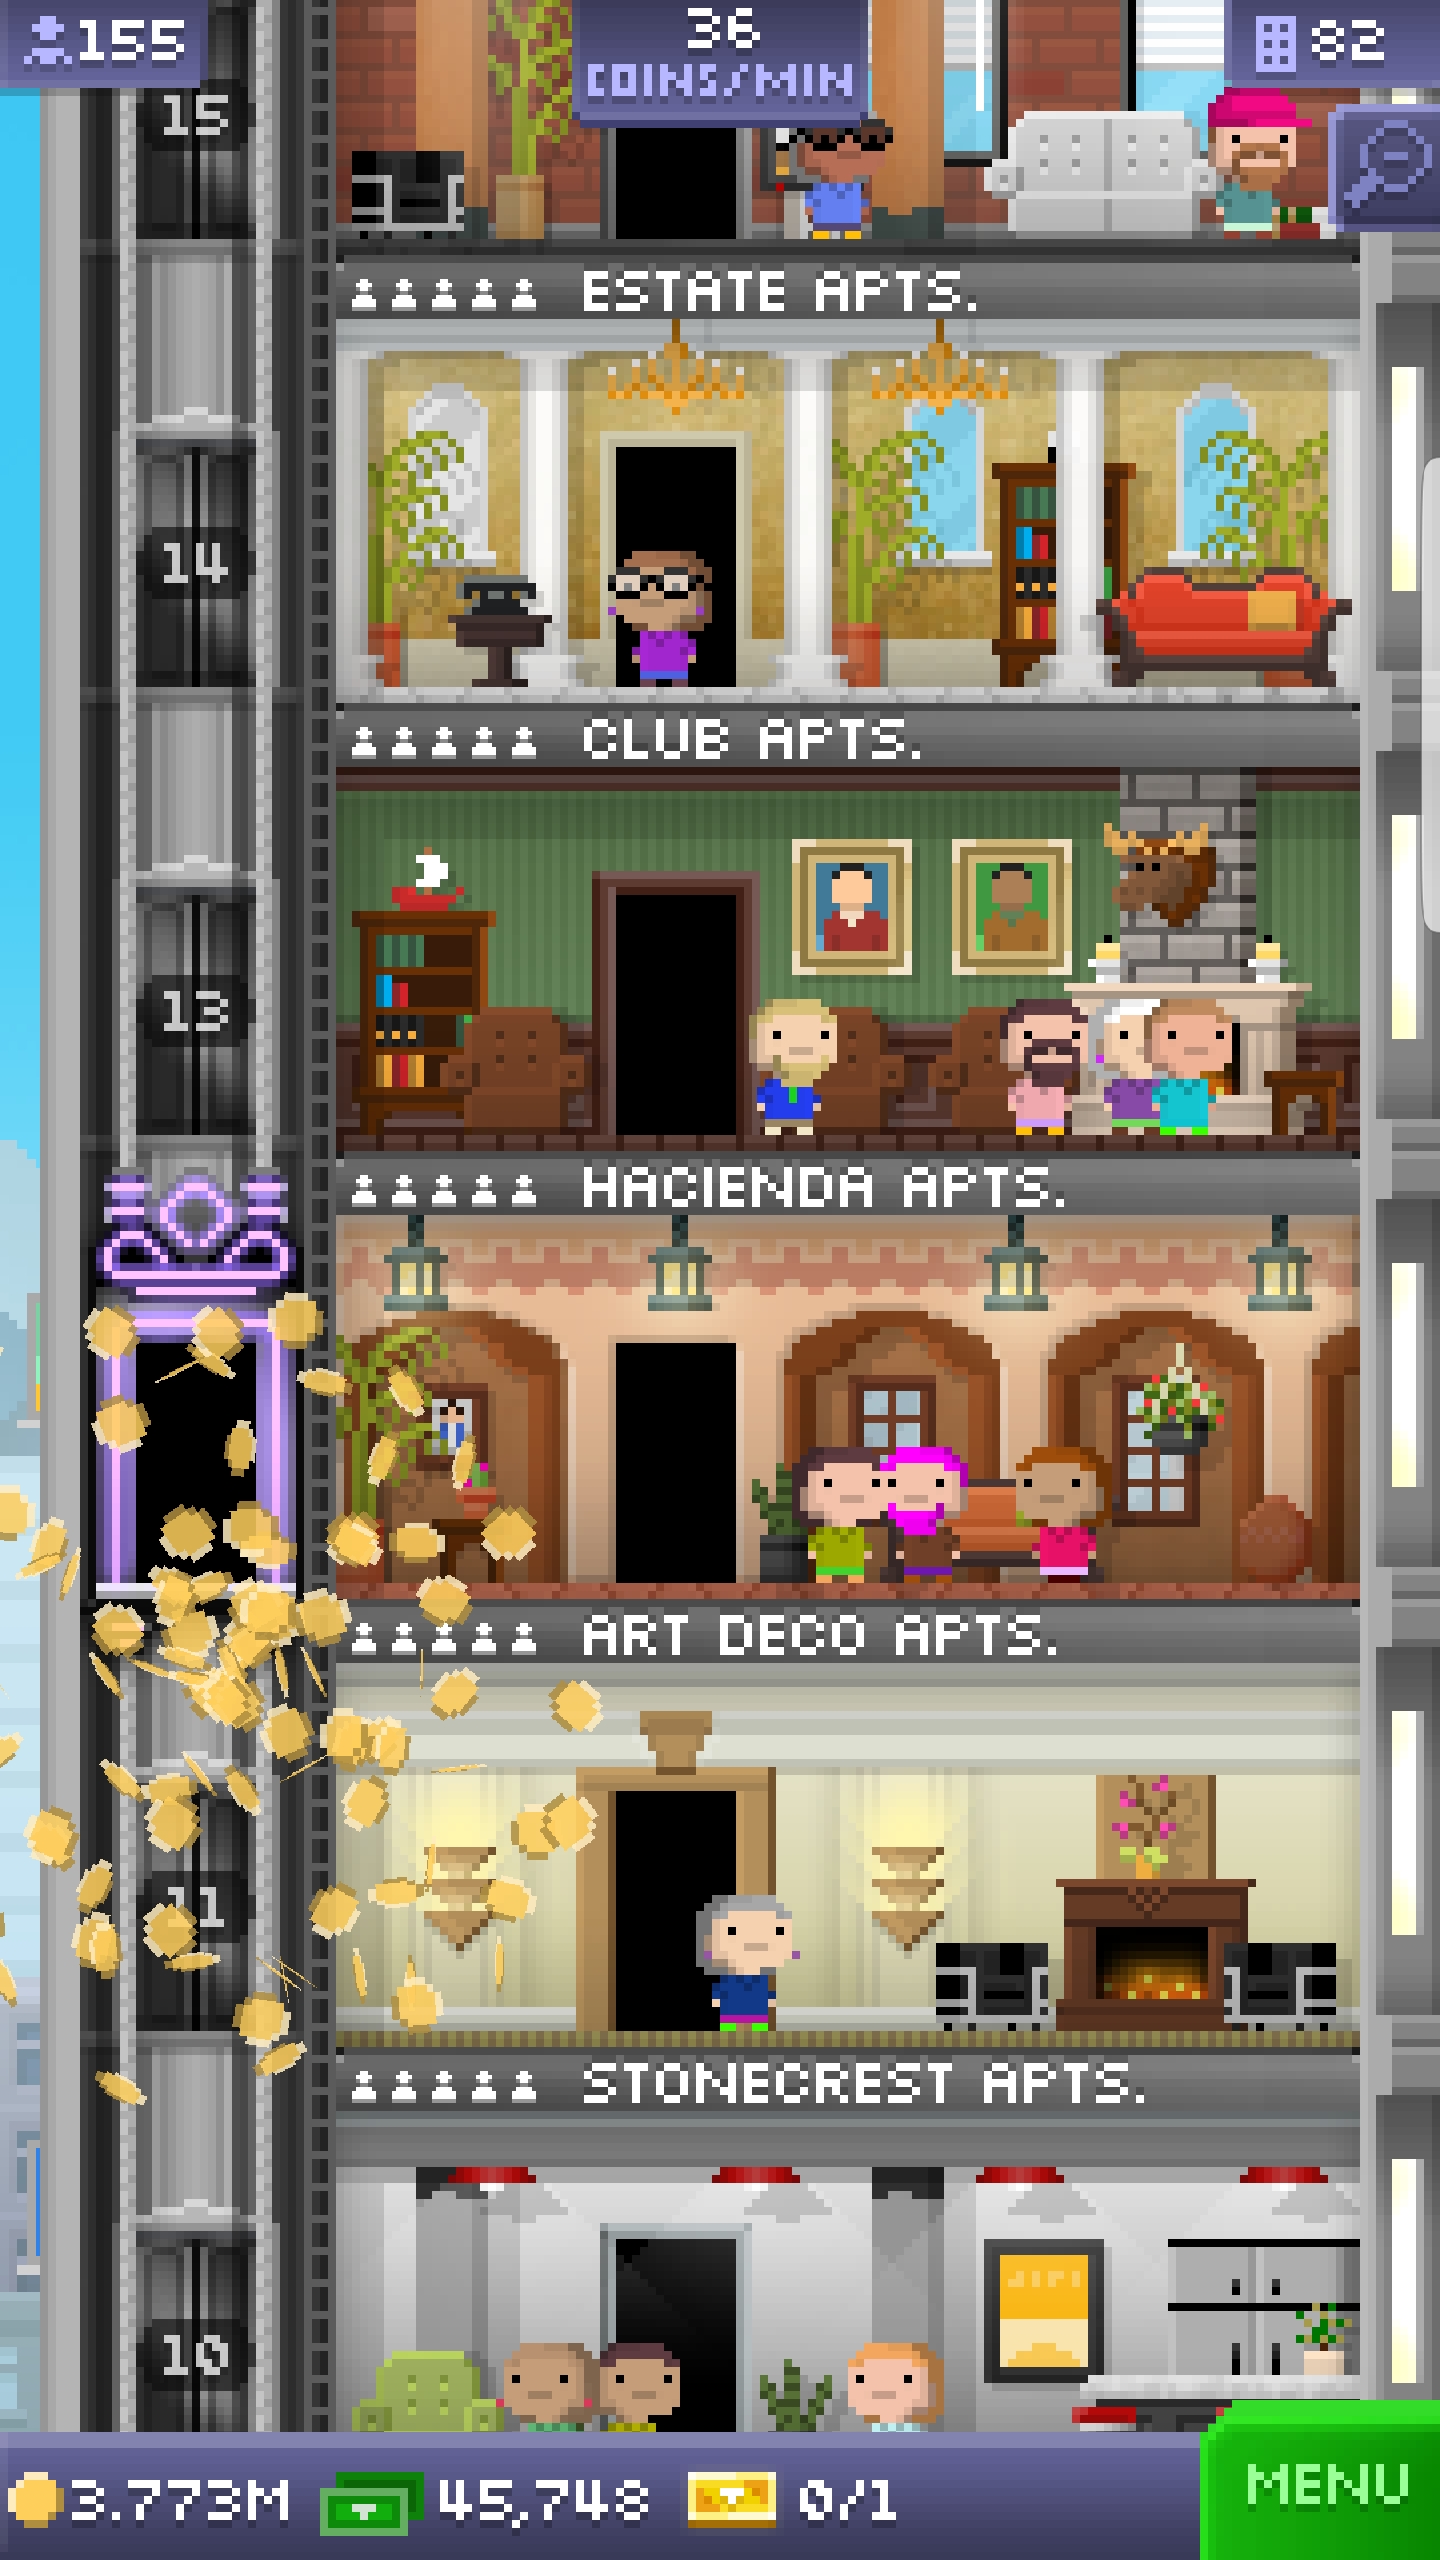 155
36
COINS/MIN
82
15
ESTATE APTS.
14
CLUB APTS.
13
HACIENDA APTS.
ART DECO APTS.
11
STONECREST APTS.
10
3.773M
45,748
0/1
MENU